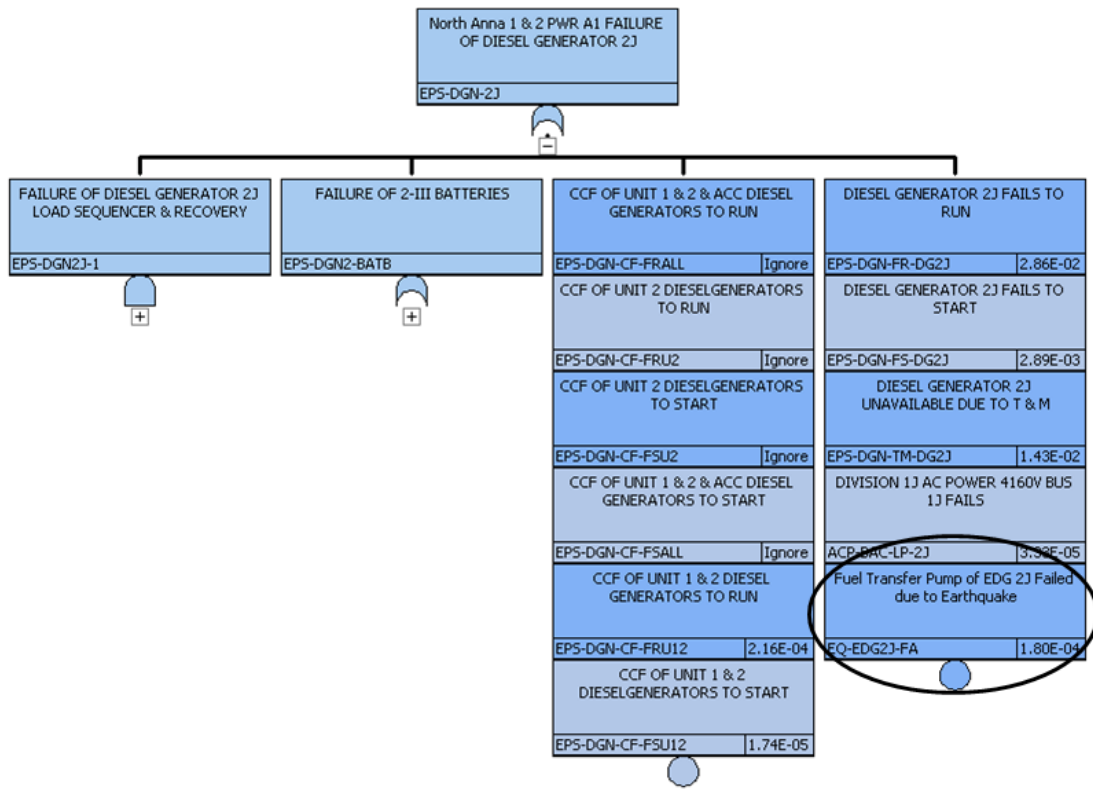 North Anna 1 & 2 PWR A1 FAILURE
OF DIESEL GENERATOR 2J
EPS-DGN-2J
FAILURE OF DIESEL GENERATOR 2J
LOAD SEQUENCER & RECOVERY
EPS-DGN2J-1
FAILURE OF 2-III BATTERIES
EPS-DGN2-BATB
CCF OF UNIT 1 & 2 & ACC DIESEL
GENERATORS TO RUN
EPS-DGN-CF-FRALL Ignore
CCF OF UNIT 2 DIESELGENERATORS
TO RUN
EPS-DGN-CF-FRU2 Ignore
CCF OF UNIT 2 DIESELGENERATORS
TO START
EPS-DGN-CF-FSU2 Ignore
CCF OF UNIT 1 & 2 & ACC DIESEL
GENERATORS TO START
EPS-DGN-CF-FSALL Ignore
CCF OF UNIT 1 & 2 DIESEL
GENERATORS TO RUN
EPS-DGN-CF-FRU12 2.16E-04
CCF OF UNIT 1 & 2
DIESELGENERATORS TO START
EPS-DGN-CF-FSU12 1.74E-05
DIESEL GENERATOR 2J FAILS TO
RUN
EPS-DGN-FR-DG2J 2.86E-02
DIESEL GENERATOR 2J FAILS TO
START
EPS-DGN-FS-DG2J 2.89E-03
DIESEL GENERATOR 2J
UNAVAILABLE DUE TO T & M
EPS-DGN-TM-DG2J 1.43E-02
DIVISION 1J AC POWER 4160V BUS
1J FAILS
ACP-BAC-LP-2J
Fuel Transfer Pump of EDG 2J Failed
due to Earthquake
EQ-EDG2J-FA 1.80E-04